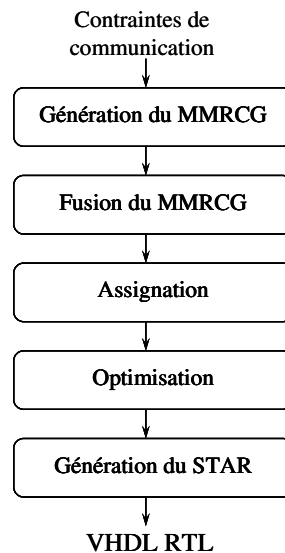 Contraintes de
communication
Génération du MMRCG
Fusion du MMRCG
Assignation
Optimisation
Génération du STAR
VHDL RTL